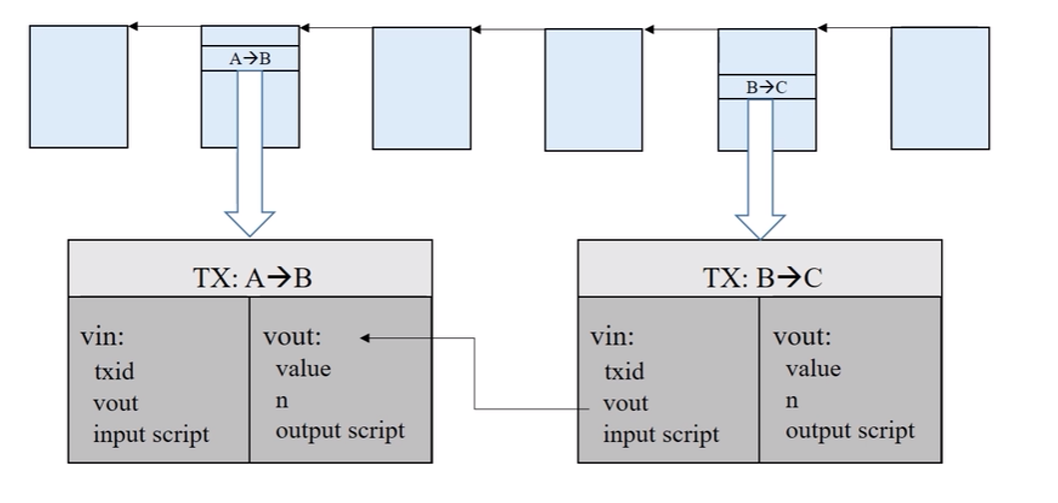 A→B
B→C
TX: A→B
vin:
txid
vout
input script
vout:
value
n
output script
TX: B→C
vin:
txid
vout
input script
vout:
value
n
output script